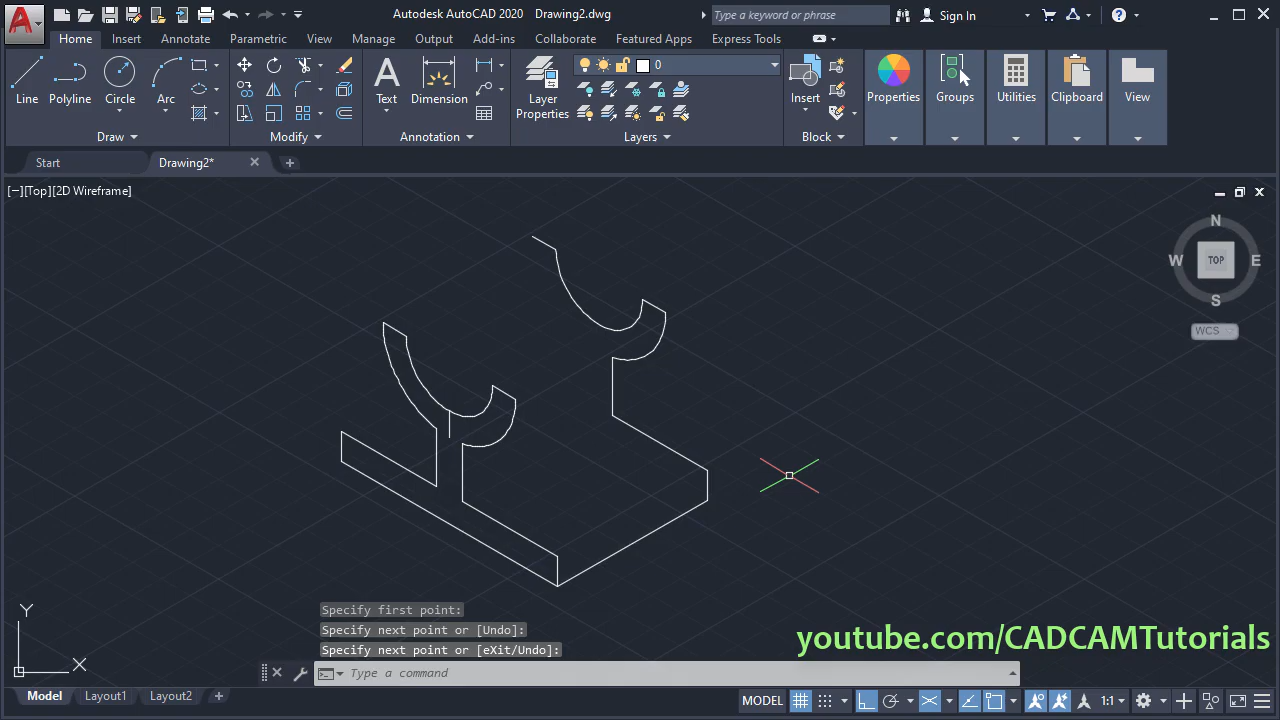 Autodesk AutoCAD 2020 Drawing2.dwg
Type a keyword or phrase
Sign In
Home Insert Annotate Parametric View Manage Output Add-ins Collaborate Featured Apps Express Tools
0
Line Polyline Circle Arc
Text Dimension
Layer
Properties
Insert
Properties Groups Utilities Clipboard View
Draw Modify Annotation Layers Block
Start Drawing2*
[−][Top][2D Wireframe]
N
W TOP E
S
WCS
Specify first point:
Specify next point or [Undo]:
Specify next point or [eXit/Undo]:
Y
X
youtube.com/CADCAMTutorials
Type a command
Model Layout1 Layout2 +
MODEL 1:1